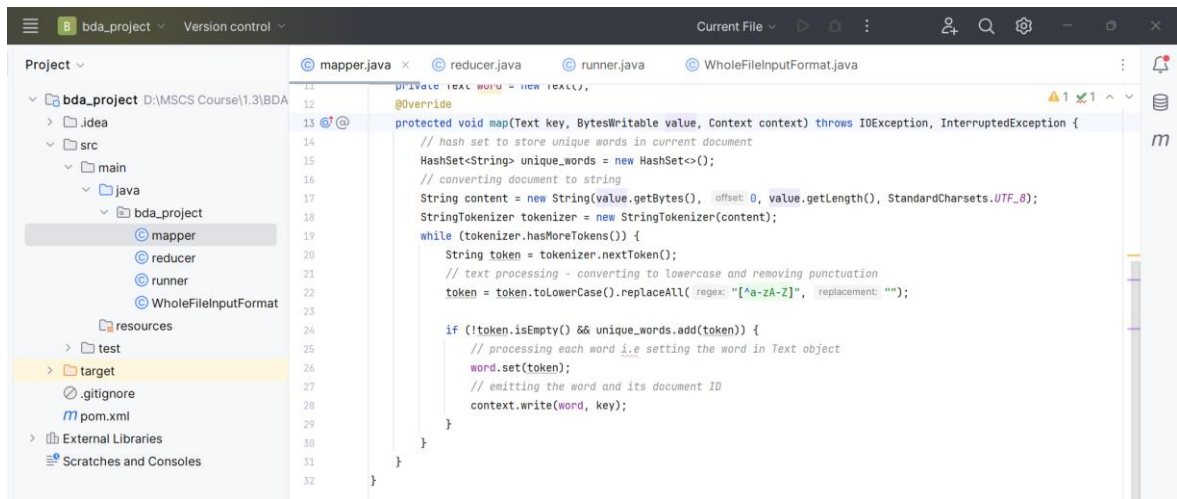 B bda_project Version control Current File
Project
mapper.java reducer.java runner.java WholeFileInputFormat.java
bda_project D:\MSCS Course\1.3\BDA
.idea
src
main
java
bda_project
mapper
reducer
runner
WholeFileInputFormat
resources
test
target
.gitignore
m pom.xml
External Libraries
Scratches and Consoles
11 private Text word = new Text();
12 @Override
13 @ protected void map(Text key, BytesWritable value, Context context) throws IOException, InterruptedException {
14 // hash set to store unique words in current document
15 HashSet<String> unique_words = new HashSet<>();
16 // converting document to string
17 String content = new String(value.getBytes(), offset: 0, value.getLength(), StandardCharsets.UTF_8);
18 StringTokenizer tokenizer = new StringTokenizer(content);
19 while (tokenizer.hasMoreTokens()) {
20 String token = tokenizer.nextToken();
21 // text processing - converting to lowercase and removing punctuation
22 token = token.toLowerCase().replaceAll( regex: "[^a-zA-Z]", replacement: "");
23
24 if (!token.isEmpty() && unique_words.add(token)) {
25 // processing each word i.e setting the word in Text object
26 word.set(token);
27 // emitting the word and its document ID
28 context.write(word, key);
29 }
30 }
31 }
32 }
1 1
m